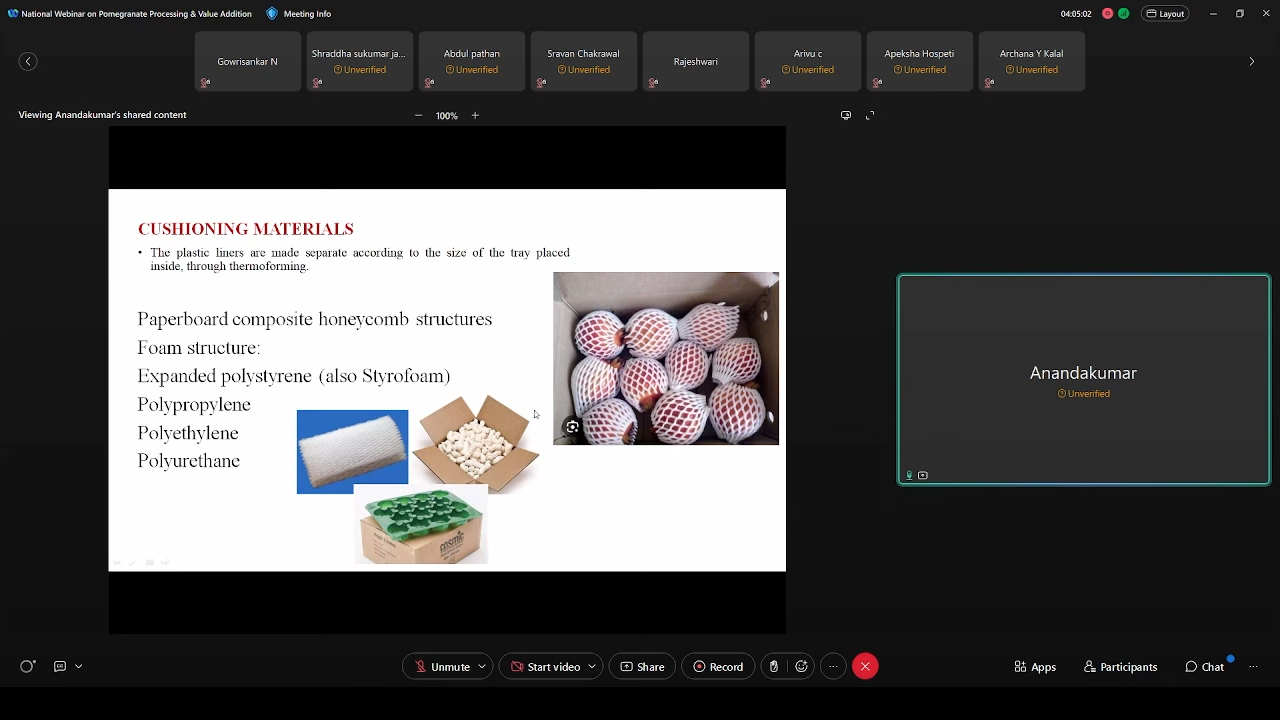 National Webinar on Pomegranate Processing & Value Addition
Meeting Info
04:05:02
Layout
Gowrisankar N
Shraddha sukumar ja...
Unverified
Abdul pathan
Unverified
Sravan Chakrawal
Unverified
Rajeshwari
Arivu c
Unverified
Apeksha Hospeti
Unverified
Archana Y Kalal
Unverified
Viewing Anandakumar's shared content
100%
CUSHIONING MATERIALS
• The plastic liners are made separate according to the size of the tray placed
inside, through thermoforming.
Paperboard composite honeycomb structures
Foam structure:
Expanded polystyrene (also Styrofoam)
Polypropylene
Polyethylene
Polyurethane
cosmic
Anandakumar
Unverified
Unmute
Start video
Share
Record
Apps
Participants
Chat